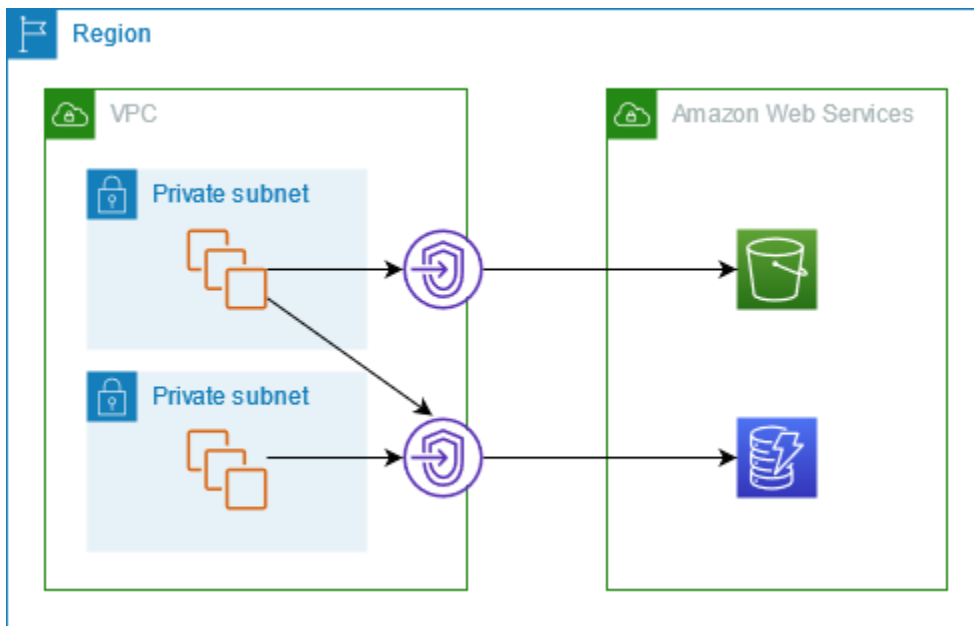 Region
VPC
Amazon Web Services
Private subnet
Private subnet